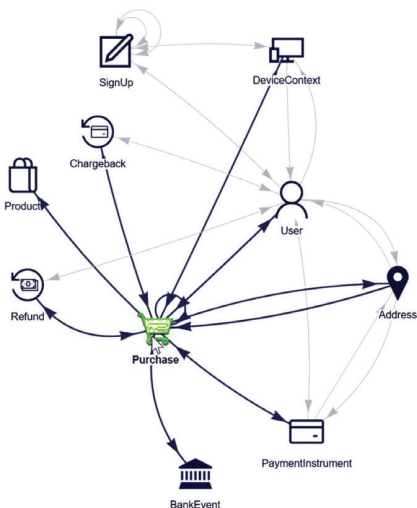 SignUp
DeviceContext
Chargeback
Product
User
Refund
Address
Purchase
PaymentInstrument
BankEvent